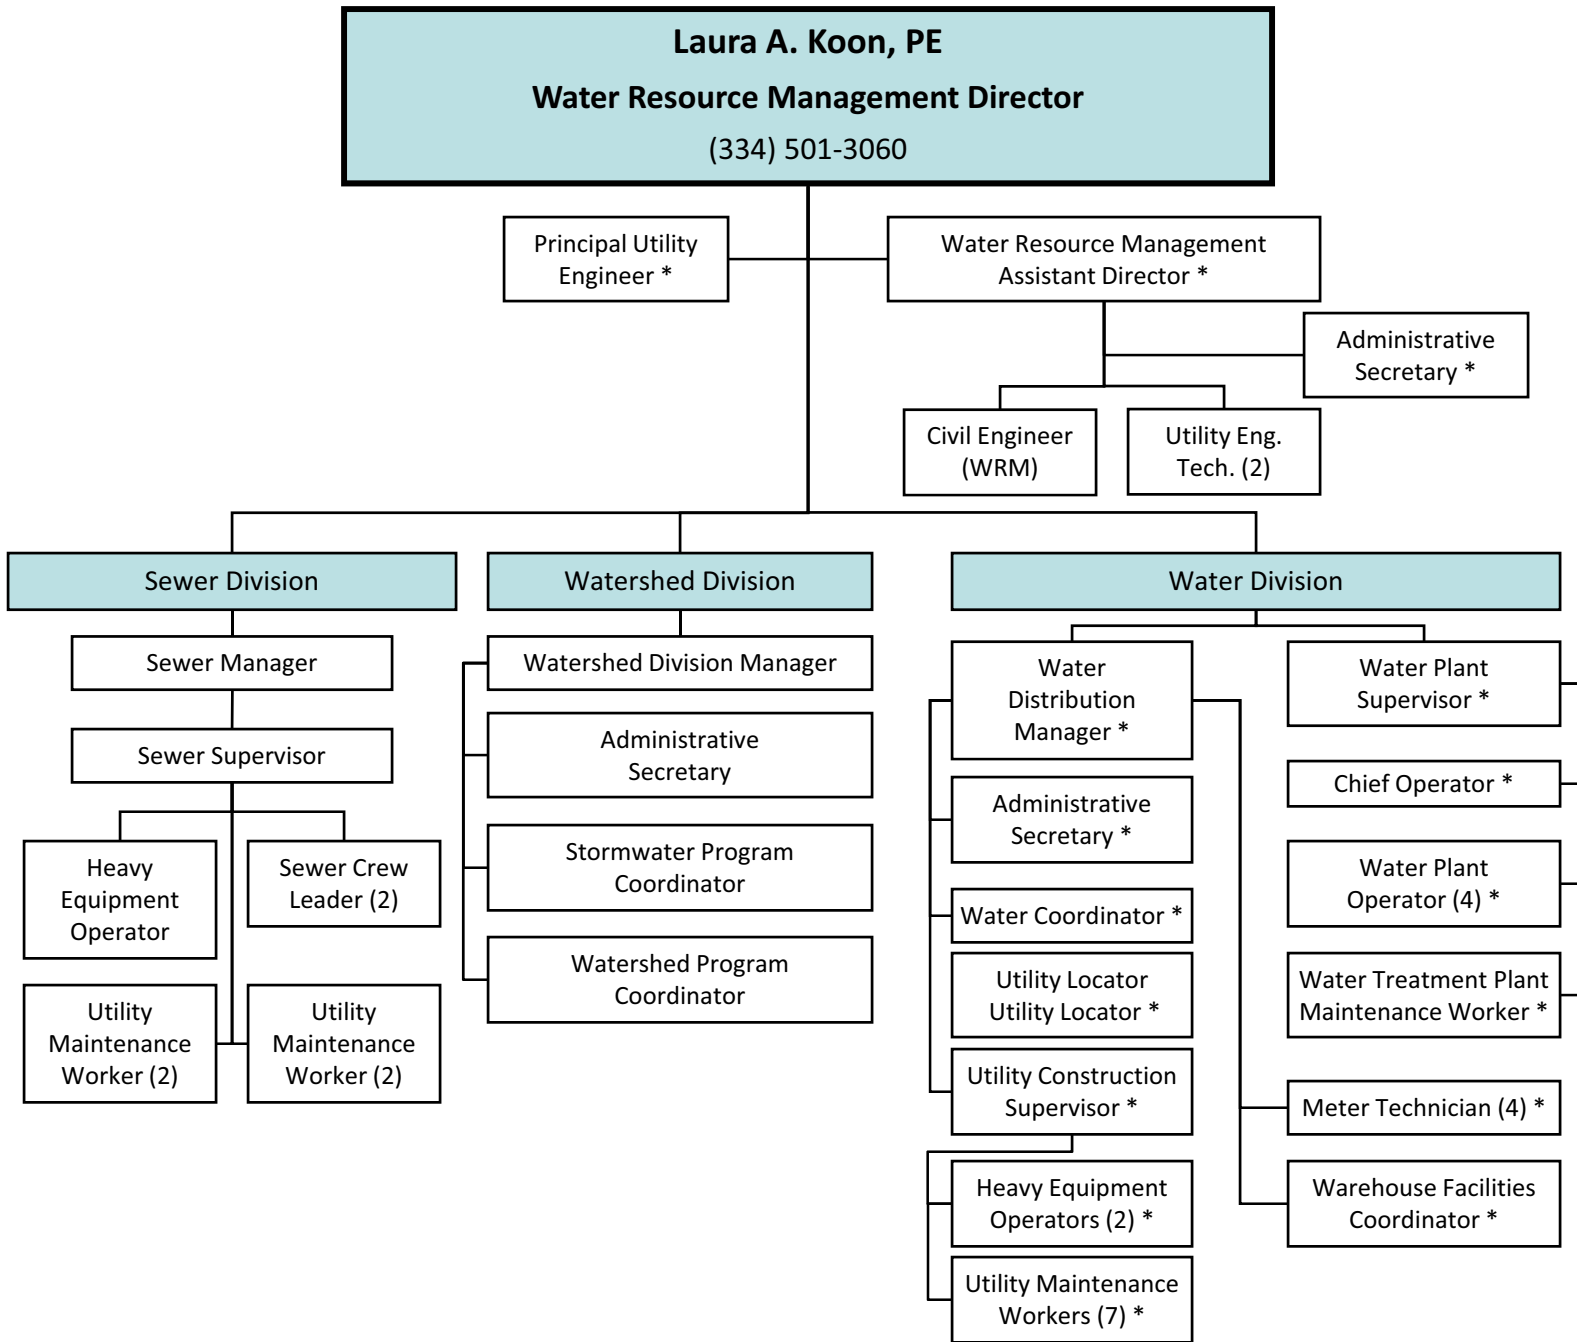 Laura A. Koon, PE
Water Resource Management Director
(334) 501-3060
Principal Utility
Engineer *
Water Resource Management
Assistant Director *
Administrative
Secretary *
Civil Engineer
(WRM)
Utility Eng.
Tech. (2)
Sewer Division
Sewer Manager
Sewer Supervisor
Heavy
Equipment
Operator
Sewer Crew
Leader (2)
Utility
Maintenance
Worker (2)
Utility
Maintenance
Worker (2)
Watershed Division
Watershed Division Manager
Administrative
Secretary
Stormwater Program
Coordinator
Watershed Program
Coordinator
Water Division
Water
Distribution
Manager *
Administrative
Secretary *
Water Coordinator *
Utility Locator
Utility Locator *
Utility Construction
Supervisor *
Heavy Equipment
Operators (2) *
Utility Maintenance
Workers (7) *
Water Plant
Supervisor *
Chief Operator *
Water Plant
Operator (4) *
Water Treatment Plant
Maintenance Worker *
Meter Technician (4) *
Warehouse Facilities
Coordinator *